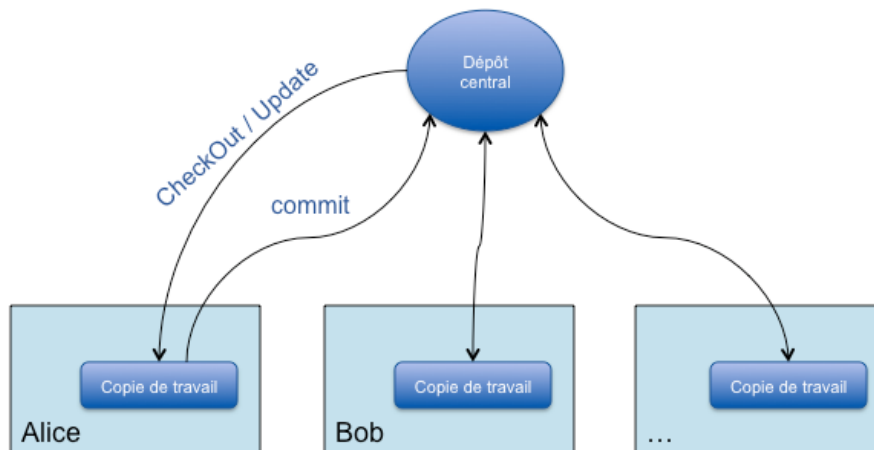 Dépôt
central
CheckOut / Update
commit
Copie de travail
Copie de travail
Copie de travail
Alice
Bob
...